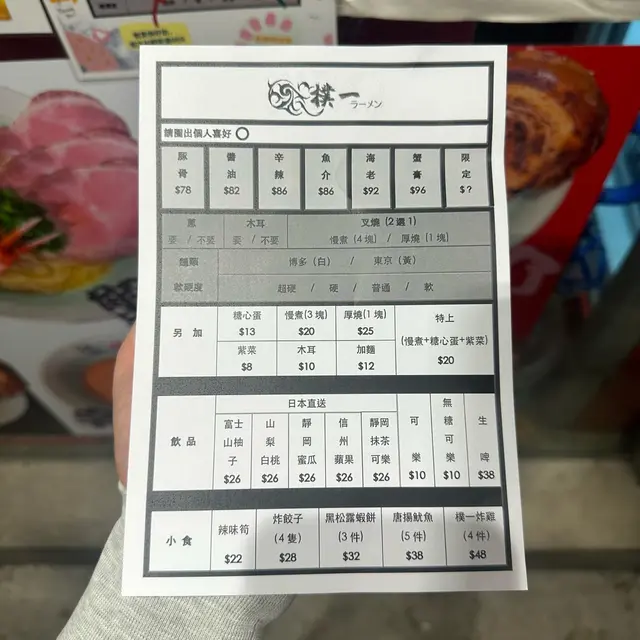 樸一
ラーメン
請圈出個人喜好 ○
豚骨 $78
醬油 $82
辛辣 $86
魚介 $86
海老 $92
蟹膏 $96
限定 $?
蔥 木耳 叉燒 (2選1)
要 / 不要 要 / 不要 慢煮 (4塊) / 厚燒 (1塊)
麵類 博多 (白) / 東京 (黃)
軟硬度 超硬 / 硬 / 普通 / 軟
另加
糖心蛋 $13
慢煮(3塊) $20
厚燒(1塊) $25
紫菜 $8
木耳 $10
加麵 $12
特上
(慢煮+糖心蛋+紫菜)
$20
飲品
日本直送
富士山柚子 $26
山梨白桃 $26
靜岡蜜瓜 $26
信州蘋果 $26
靜岡抹茶可樂 $26
可樂 $10
無糖可樂 $10
生啤 $38
小食
辣味筍 $22
炸餃子 (4隻) $28
黑松露蝦餅 (3件) $32
唐揚魷魚 (5件) $38
樸一炸雞 (4件) $48